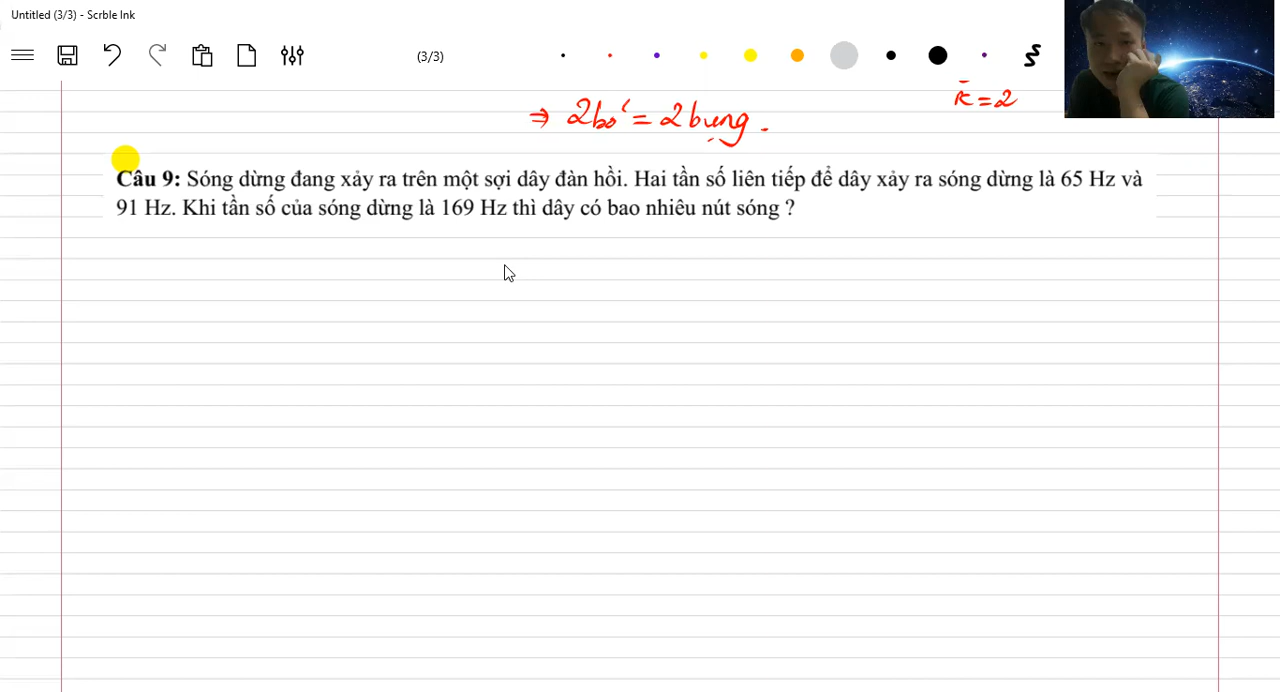 Untitled (3/3) - Scrble Ink
(3/3)
k = 2
⇒ 2 bó = 2 bụng.
Câu 9: Sóng dừng đang xảy ra trên một sợi dây đàn hồi. Hai tần số liên tiếp để dây xảy ra sóng dừng là 65 Hz và
91 Hz. Khi tần số của sóng dừng là 169 Hz thì dây có bao nhiêu nút sóng ?